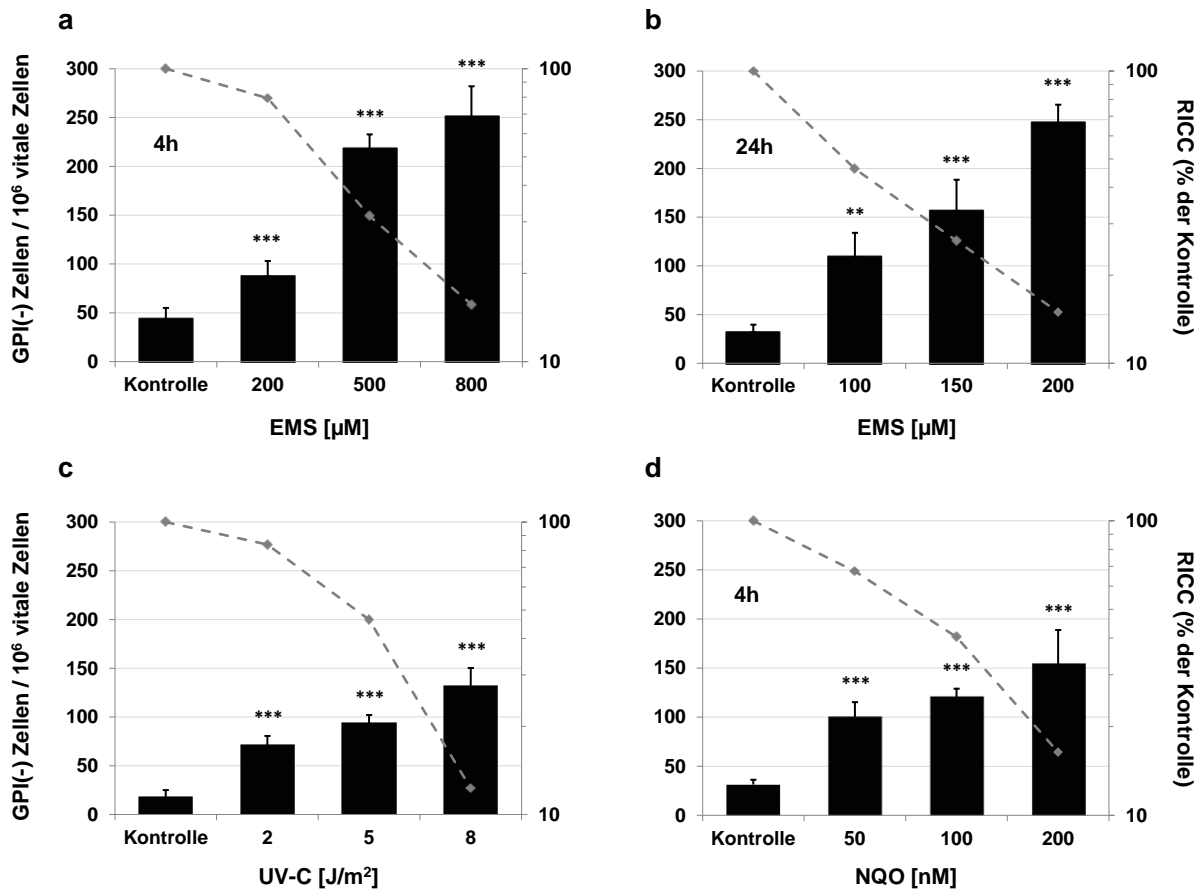 a
GPI(-) Zellen / 10⁶ vitale Zellen
300
250
200
150
100
50
0
4h
***
***
***
100
10
Kontrolle 200 500 800
EMS [µM]
b
300
250
200
150
100
50
0
24h
**
***
***
100
10
RICC (% der Kontrolle)
Kontrolle 100 150 200
EMS [µM]
c
GPI(-) Zellen / 10⁶ vitale Zellen
300
250
200
150
100
50
0
***
***
***
100
10
Kontrolle 2 5 8
UV-C [J/m²]
d
300
250
200
150
100
50
0
4h
***
***
***
100
10
RICC (% der Kontrolle)
Kontrolle 50 100 200
NQO [nM]